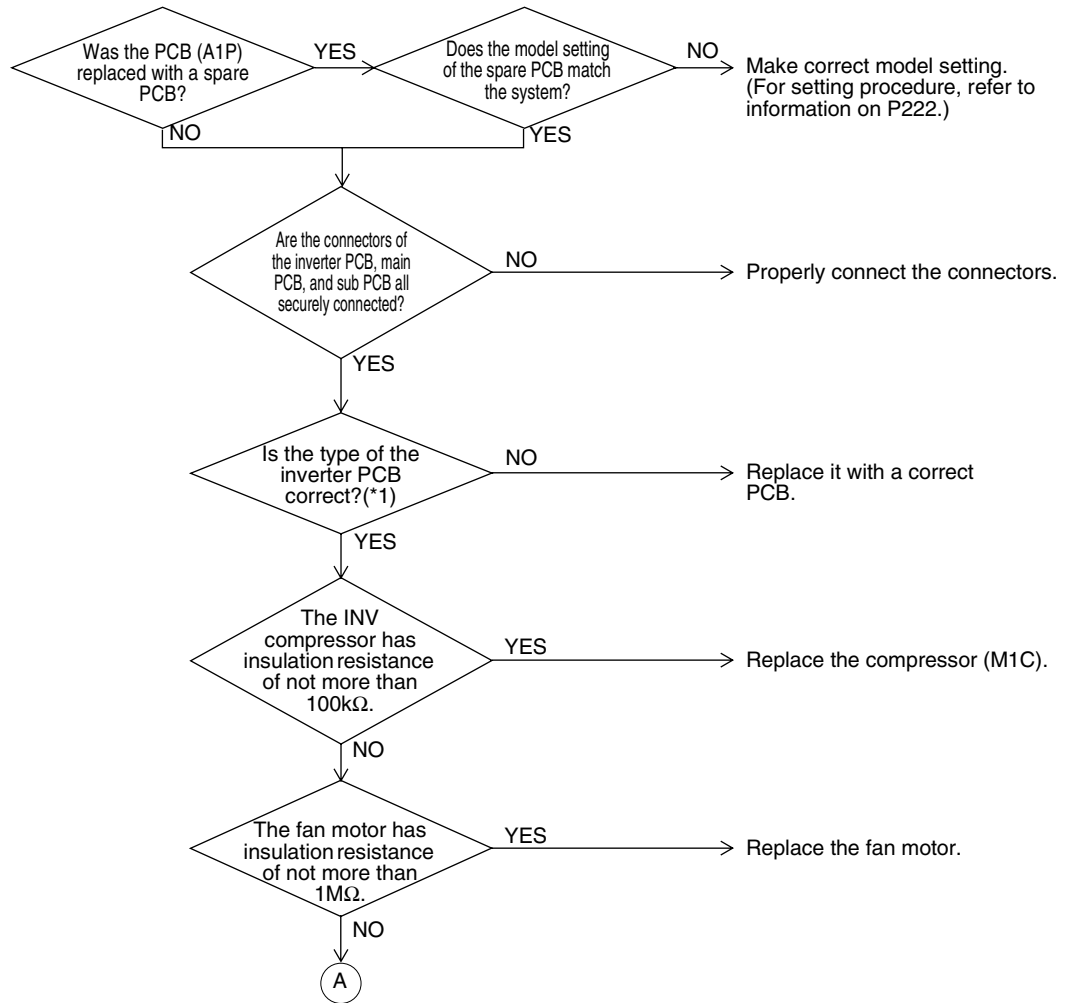 Was the PCB (A1P)
replaced with a spare
PCB?
YES
Does the model setting
of the spare PCB match
the system?
NO
Make correct model setting.
(For setting procedure, refer to
information on P222.)
NO
YES
Are the connectors of
the inverter PCB, main
PCB, and sub PCB all
securely connected?
NO
Properly connect the connectors.
YES
Is the type of the
inverter PCB
correct?(*1)
NO
Replace it with a correct
PCB.
YES
The INV
compressor has
insulation resistance
of not more than
100kΩ.
YES
Replace the compressor (M1C).
NO
The fan motor has
insulation resistance
of not more than
1MΩ.
YES
Replace the fan motor.
NO
A